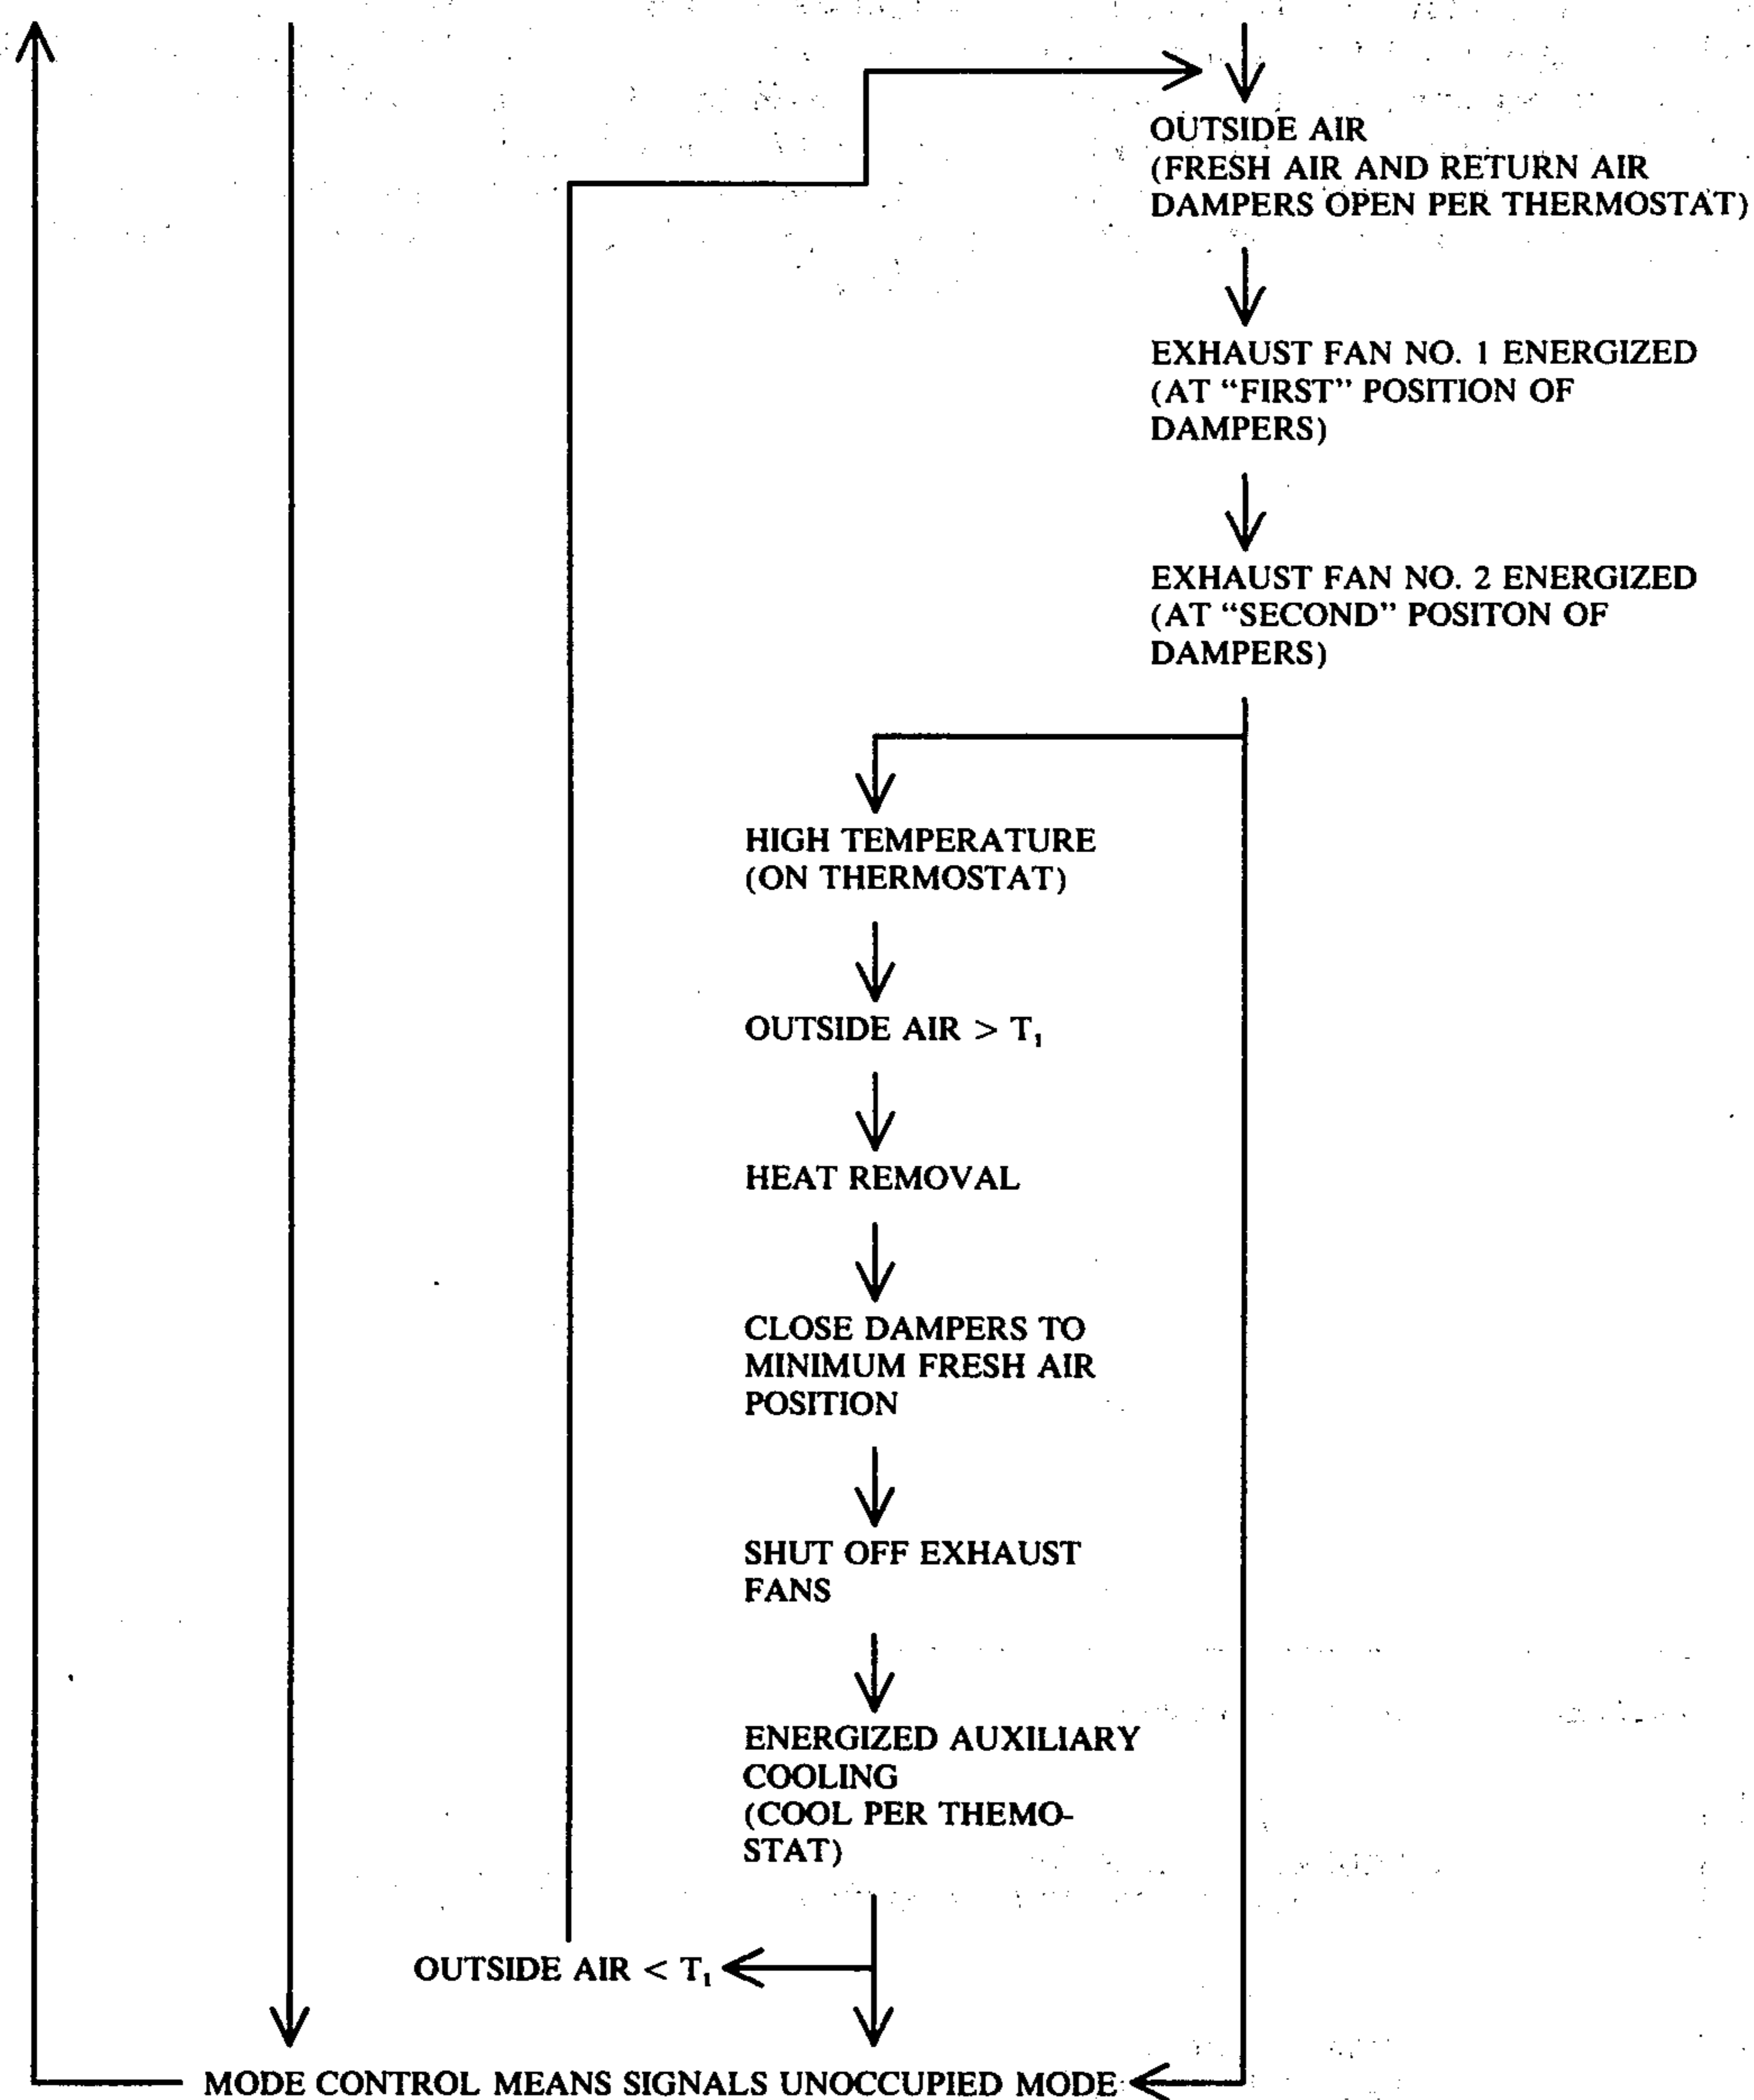 OUTSIDE AIR
(FRESH AIR AND RETURN AIR
DAMPERS OPEN PER THERMOSTAT)
EXHAUST FAN NO. 1 ENERGIZED
(AT “FIRST” POSITION OF
DAMPERS)
EXHAUST FAN NO. 2 ENERGIZED
(AT “SECOND” POSITON OF
DAMPERS)
HIGH TEMPERATURE
(ON THERMOSTAT)
OUTSIDE AIR > T₁
HEAT REMOVAL
CLOSE DAMPERS TO
MINIMUM FRESH AIR
POSITION
SHUT OFF EXHAUST
FANS
ENERGIZED AUXILIARY
COOLING
(COOL PER THEMO-
STAT)
OUTSIDE AIR < T₁
MODE CONTROL MEANS SIGNALS UNOCCUPIED MODE